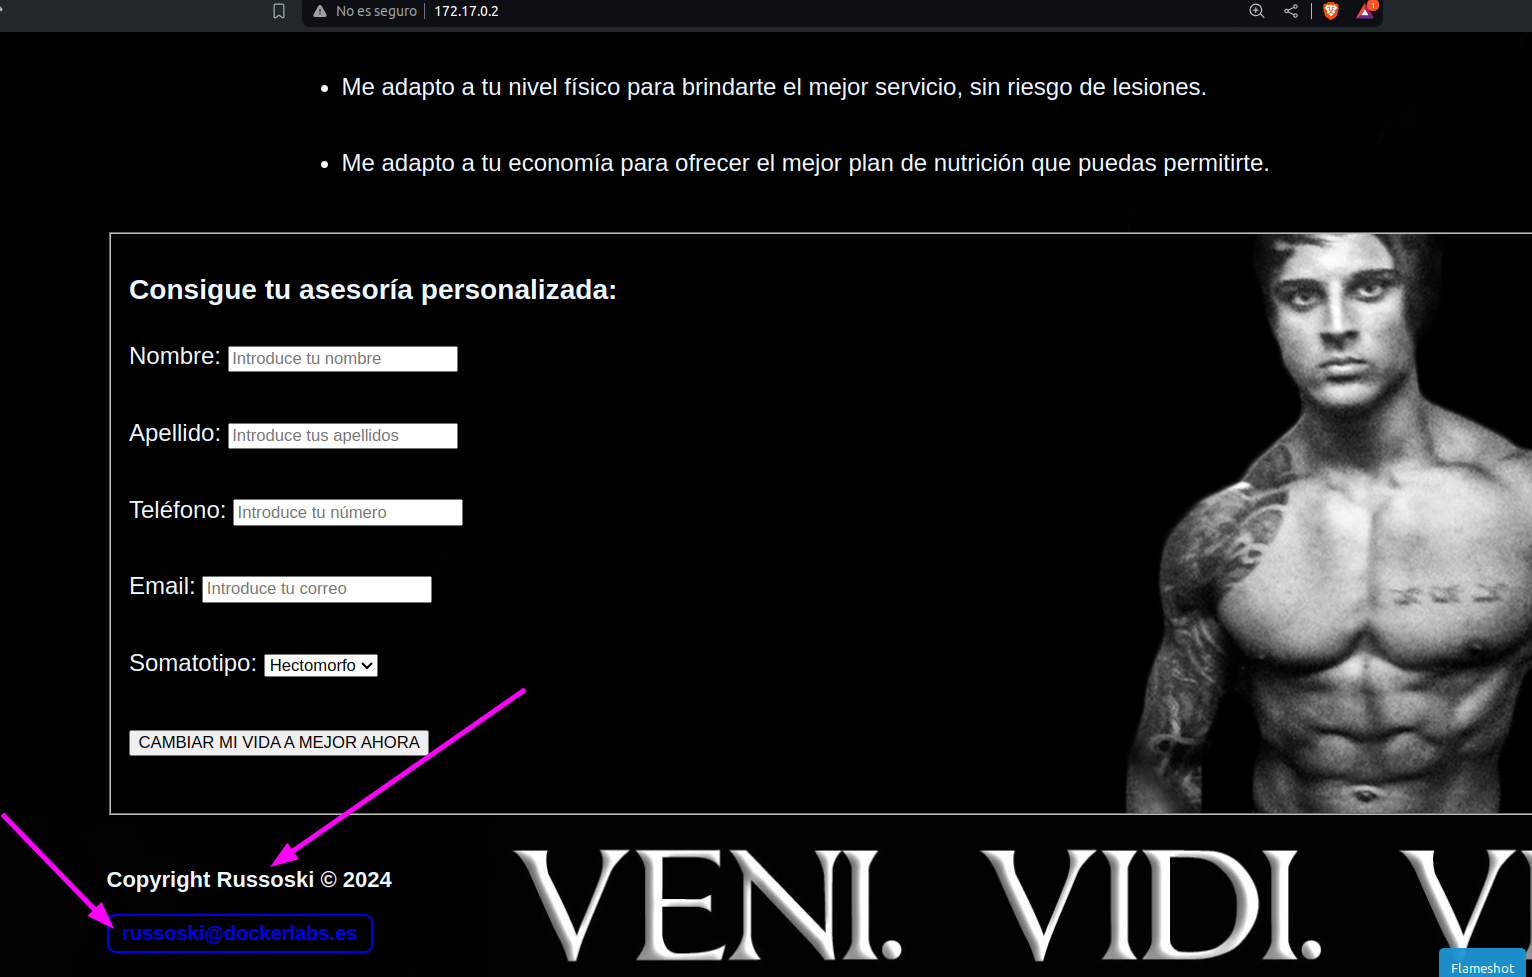 No es seguro 172.17.0.2
1
Me adapto a tu nivel físico para brindarte el mejor servicio, sin riesgo de lesiones.
Me adapto a tu economía para ofrecer el mejor plan de nutrición que puedas permitirte.
Consigue tu asesoría personalizada:
Nombre: Introduce tu nombre
Apellido: Introduce tus apellidos
Teléfono: Introduce tu número
Email: Introduce tu correo
Somatotipo: Hectomorfo
CAMBIAR MI VIDA A MEJOR AHORA
VENI. VIDI. VI
Copyright Russoski © 2024
russoski@dockerlabs.es
Flameshot